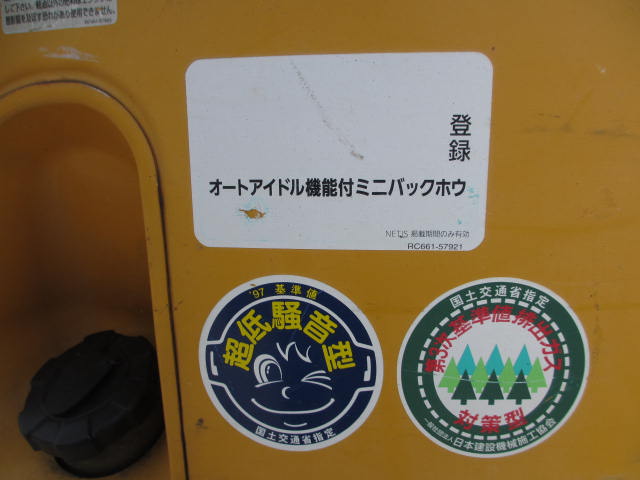 登録
オートアイドル機能付ミニバックホウ
NETIS 掲載期間のみ有効
RC661-57921
'97 基準値
超低騒音型
国土交通省指定
国土交通省指定
第3次基準値排出ガス
対策型
一般社団法人日本建設機械施工協会